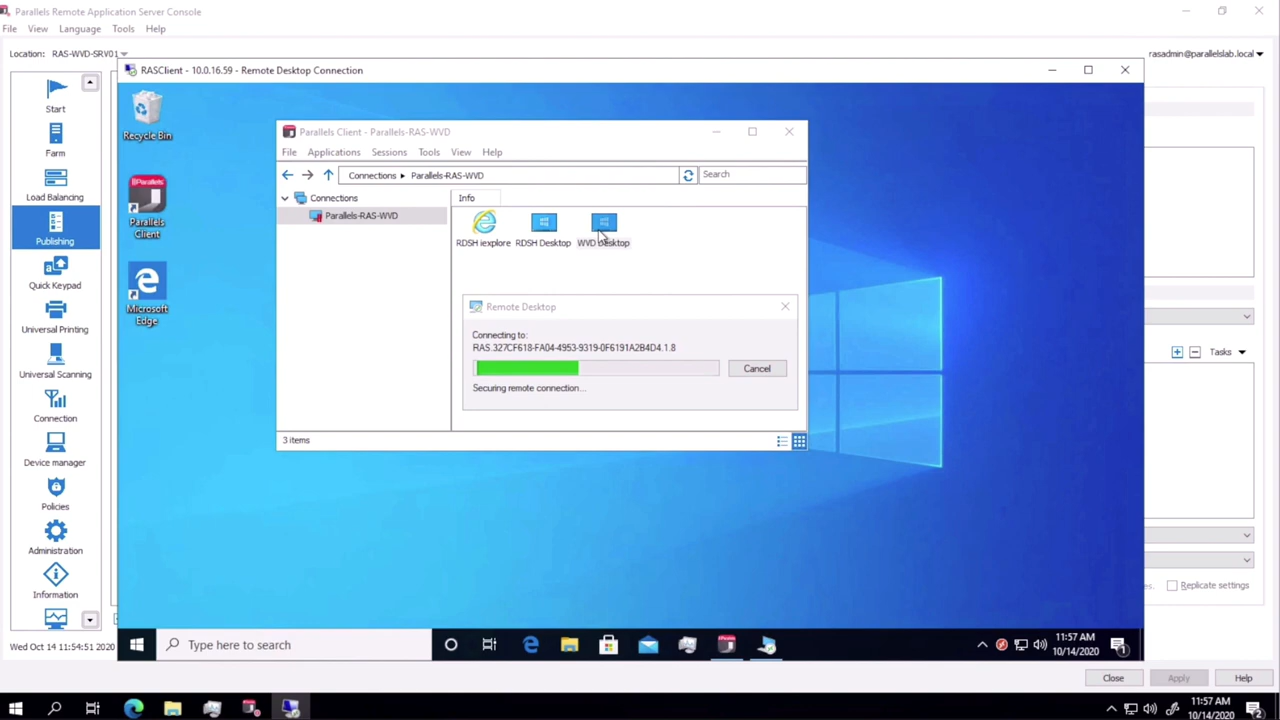 Parallels Remote Application Server Console
File View Language Tools Help
Location: RAS-WVD-SRV01
rasadmin@parallelslab.local
Start
Farm
Load Balancing
Publishing
Quick Keypad
Universal Printing
Universal Scanning
Connection
Device manager
Policies
Administration
Information
RASClient - 10.0.16.59 - Remote Desktop Connection
Recycle Bin
Parallels
Client
Microsoft
Edge
Parallels Client - Parallels-RAS-WVD
File Applications Sessions Tools View Help
Connections Parallels-RAS-WVD
Search
Connections
Parallels-RAS-WVD
Info
RDSH iexplore RDSH Desktop WVD Desktop
Remote Desktop
Connecting to:
RAS.327CF618-FA04-4953-9319-0F6191A2B4D4.1.8
Cancel
Securing remote connection...
3 items
Tasks
Replicate settings
Type here to search
11:57 AM
10/14/2020
1
Wed Oct 14 11:54:51 2020
Close Apply Help
11:57 AM
10/14/2020
2